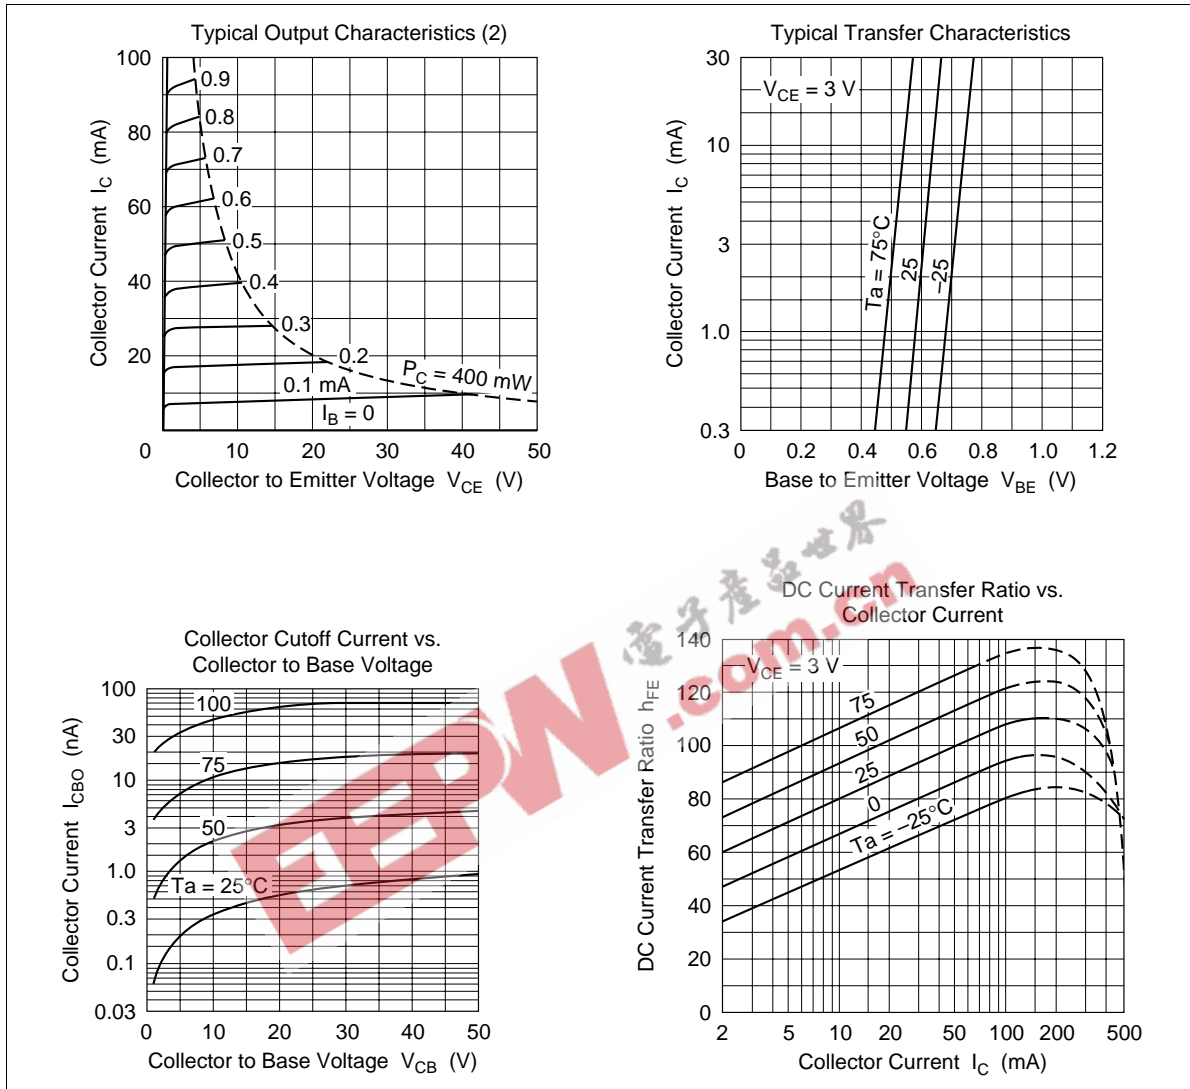 Typical Output Characteristics (2)
100
80
60
40
20
0
Collector Current I_C (mA)
0.9
0.8
0.7
0.6
0.5
0.4
0.3
0.2
0.1 mA
I_B = 0
P_C = 400 mW
10 20 30 40 50
Collector to Emitter Voltage V_CE (V)
Typical Transfer Characteristics
30
10
3
1.0
0.3
Collector Current I_C (mA)
V_CE = 3 V
Ta = 75°C
25
–25
0 0.2 0.4 0.6 0.8 1.0 1.2
Base to Emitter Voltage V_BE (V)
Collector Cutoff Current vs.
Collector to Base Voltage
100
30
10
3
1.0
0.3
0.1
0.03
Collector Current I_CBO (nA)
100
75
50
Ta = 25°C
0 10 20 30 40 50
Collector to Base Voltage V_CB (V)
DC Current Transfer Ratio vs.
Collector Current
140
120
100
80
60
40
20
0
DC Current Transfer Ratio h_FE
V_CE = 3 V
75
50
25
0
Ta = –25°C
2 5 10 20 50 100 200 500
Collector Current I_C (mA)
EEPW
電子產品世界
.com.cn